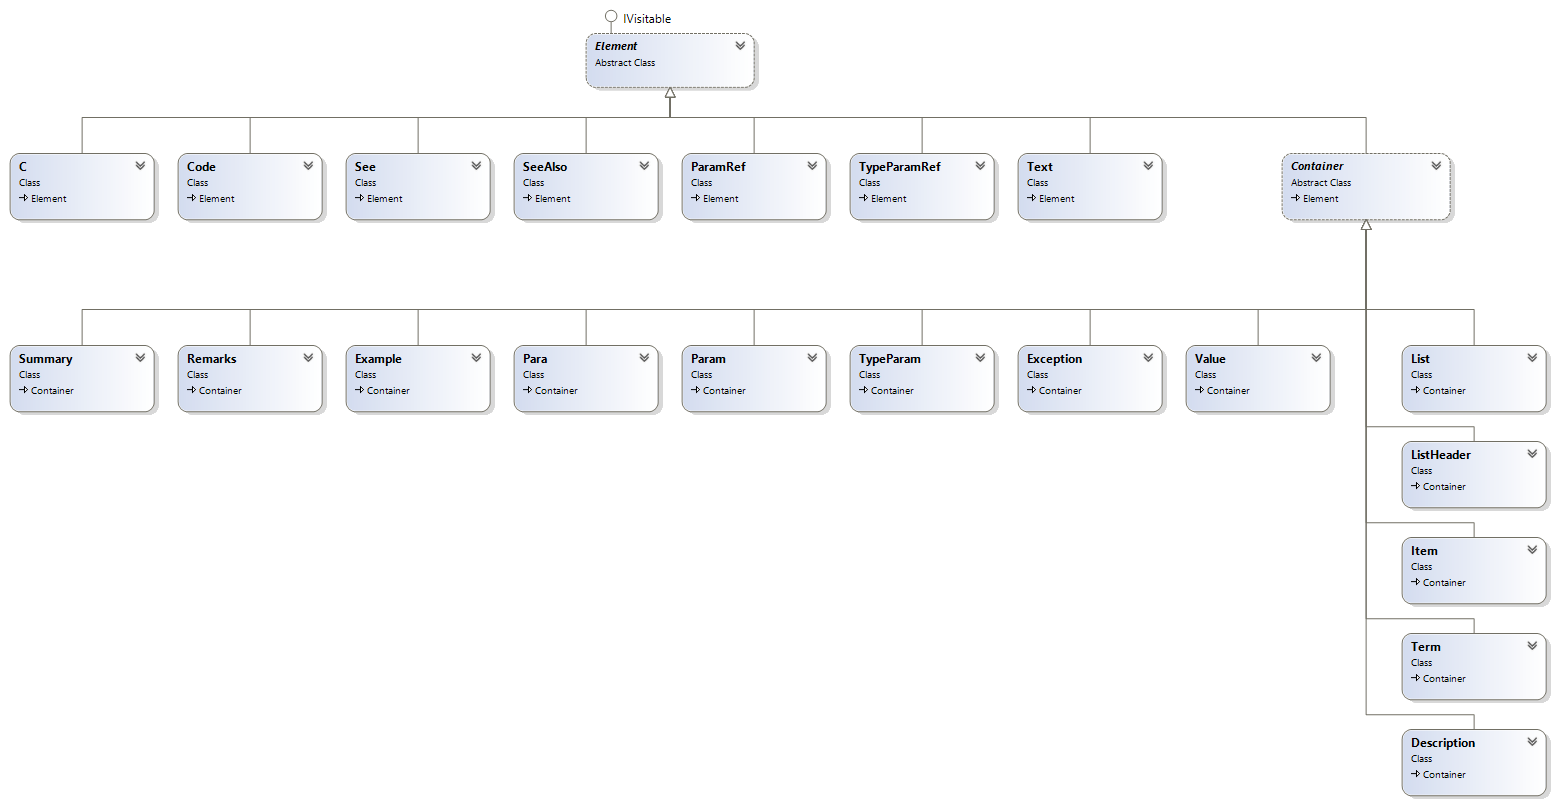 IVisitable
Element
Abstract Class
C
Class
Element
Code
Class
Element
See
Class
Element
SeeAlso
Class
Element
ParamRef
Class
Element
TypeParamRef
Class
Element
Text
Class
Element
Container
Abstract Class
Element
Summary
Class
Container
Remarks
Class
Container
Example
Class
Container
Para
Class
Container
Param
Class
Container
TypeParam
Class
Container
Exception
Class
Container
Value
Class
Container
List
Class
Container
ListHeader
Class
Container
Item
Class
Container
Term
Class
Container
Description
Class
Container